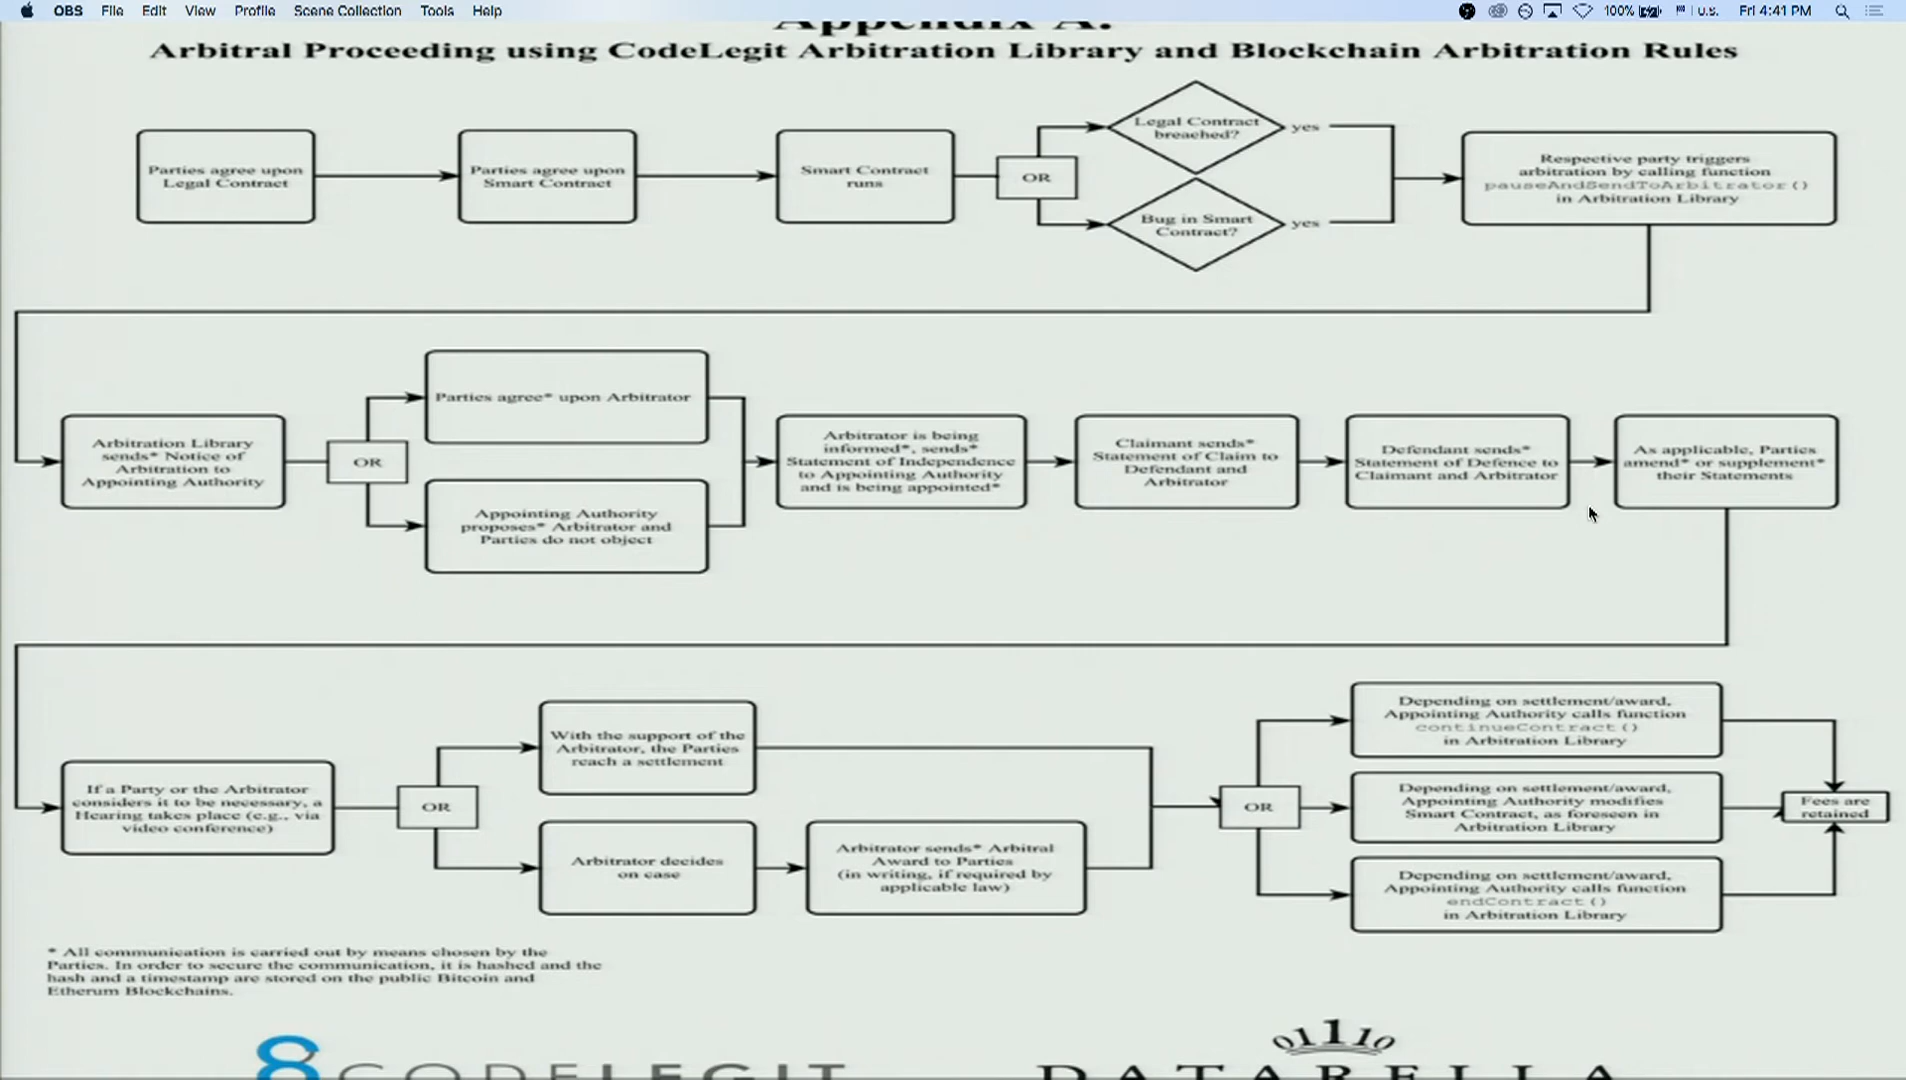 OBS File Edit View Profile Scene Collection Tools Help 100% U.S. Fri 4:41 PM
Appendix A:
Arbitral Proceeding using CodeLegit Arbitration Library and Blockchain Arbitration Rules
Parties agree upon
Legal Contract
Parties agree upon
Smart Contract
Smart Contract
runs
OR
Legal Contract
breached?
yes
Bug in Smart
Contract?
yes
Respective party triggers
arbitration by calling function
pauseAndSendToArbitrator()
in Arbitration Library
Arbitration Library
sends* Notice of
Arbitration to
Appointing Authority
OR
Parties agree* upon Arbitrator
Appointing Authority
proposes* Arbitrator and
Parties do not object
Arbitrator is being
informed*, sends*
Statement of Independence
to Appointing Authority
and is being appointed*
Claimant sends*
Statement of Claim to
Defendant and
Arbitrator
Defendant sends*
Statement of Defence to
Claimant and Arbitrator
As applicable, Parties
amend* or supplement*
their Statements
If a Party or the Arbitrator
considers it to be necessary, a
Hearing takes place (e.g., via
video conference)
OR
With the support of the
Arbitrator, the Parties
reach a settlement
Arbitrator decides
on case
Arbitrator sends* Arbitral
Award to Parties
(in writing, if required by
applicable law)
OR
Depending on settlement/award,
Appointing Authority calls function
continueContract()
in Arbitration Library
Depending on settlement/award,
Appointing Authority modifies
Smart Contract, as foreseen in
Arbitration Library
Depending on settlement/award,
Appointing Authority calls function
endContract()
in Arbitration Library
Fees are
retained
* All communication is carried out by means chosen by the
Parties. In order to secure the communication, it is hashed and the
hash and a timestamp are stored on the public Bitcoin and
Etherum Blockchains.
01110
CODELEGIT
DATARELLA